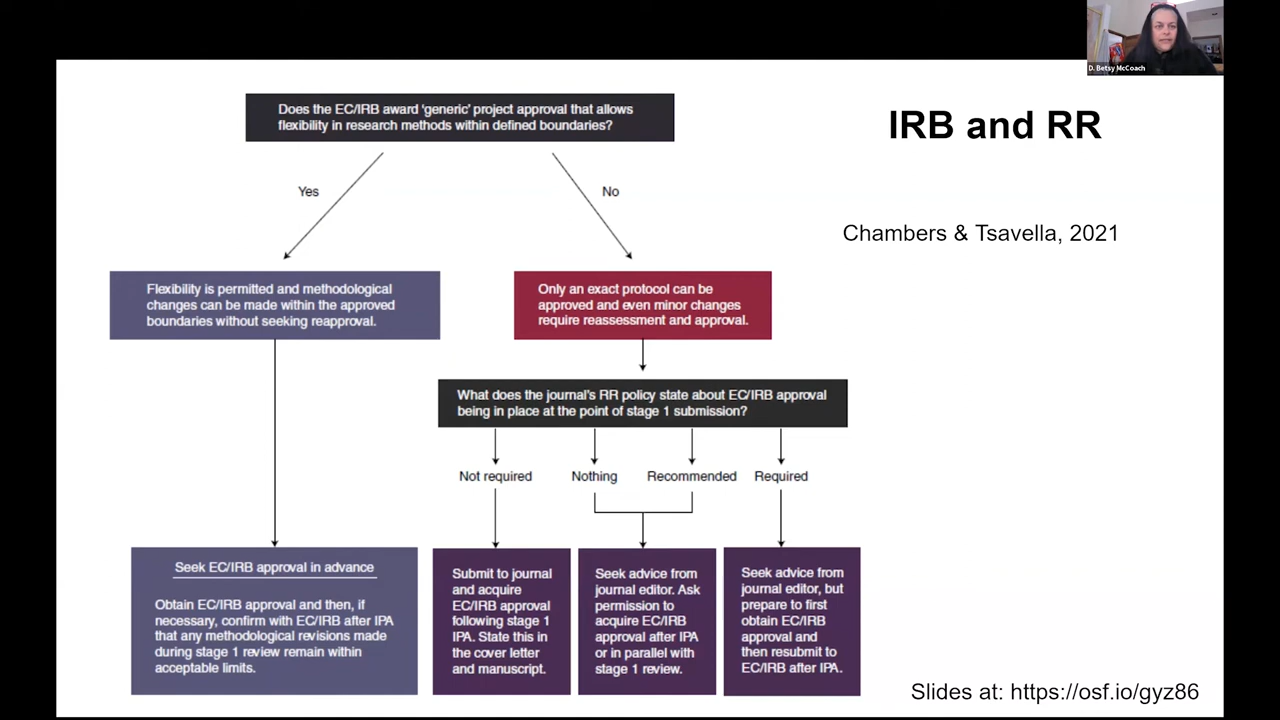 D. Betsy McCoach
IRB and RR
Chambers & Tsavella, 2021
Does the EC/IRB award ‘generic’ project approval that allows
flexibility in research methods within defined boundaries?
Yes
No
Flexibility is permitted and methodological
changes can be made within the approved
boundaries without seeking reapproval.
Only an exact protocol can be
approved and even minor changes
require reassessment and approval.
What does the journal’s RR policy state about EC/IRB approval
being in place at the point of stage 1 submission?
Not required
Nothing
Recommended
Required
Seek EC/IRB approval in advance
Obtain EC/IRB approval and then, if
necessary, confirm with EC/IRB after IPA
that any methodological revisions made
during stage 1 review remain within
acceptable limits.
Submit to journal
and acquire
EC/IRB approval
following stage 1
IPA. State this in
the cover letter
and manuscript.
Seek advice from
journal editor. Ask
permission to
acquire EC/IRB
approval after IPA
or in parallel with
stage 1 review.
Seek advice from
journal editor, but
prepare to first
obtain EC/IRB
approval and
then resubmit to
EC/IRB after IPA.
Slides at: https://osf.io/gyz86